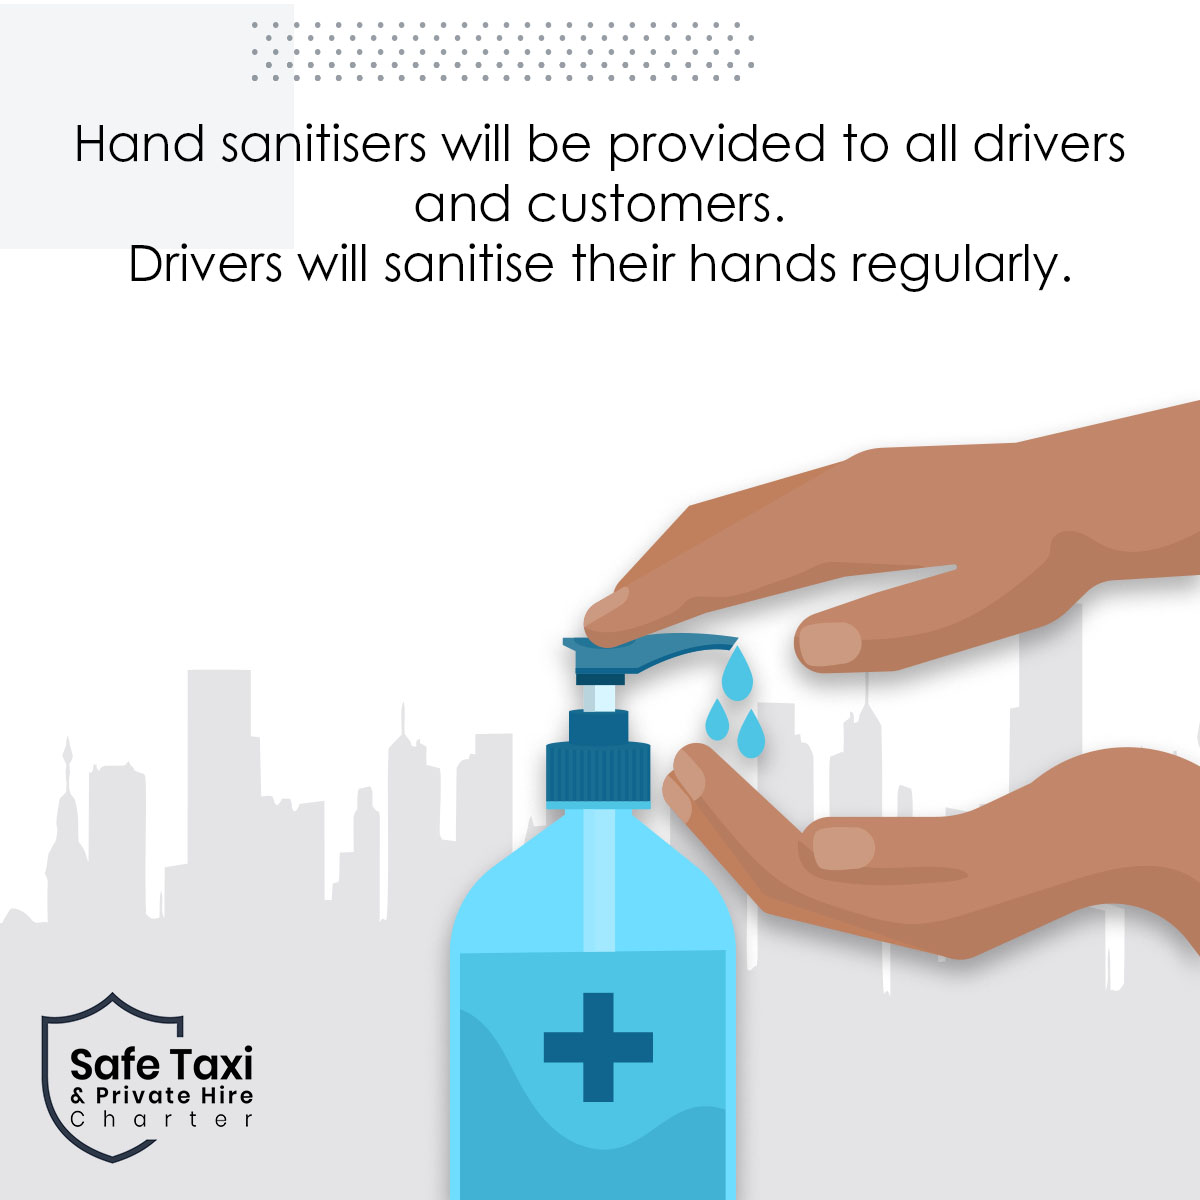 Hand sanitisers will be provided to all drivers
and customers.
Drivers will sanitise their hands regularly.
Safe Taxi
& Private Hire
Charter